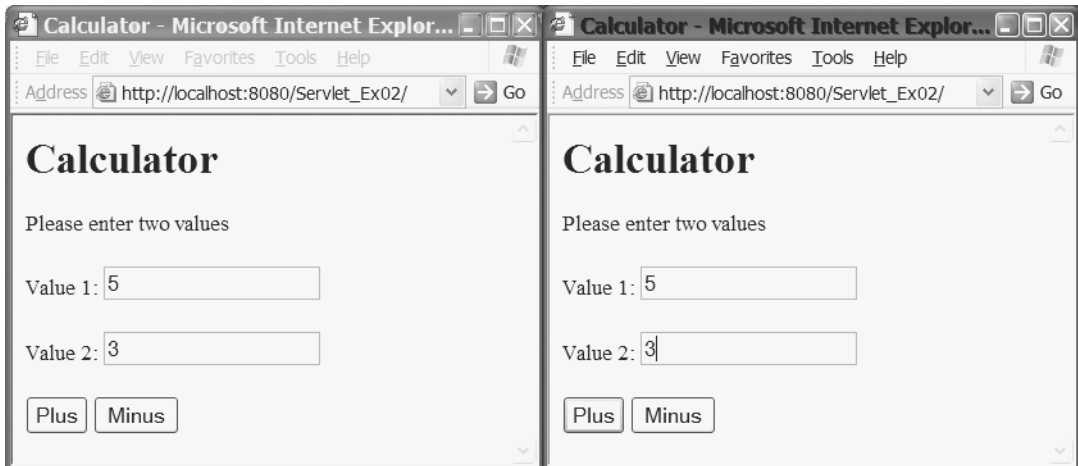 Calculator - Microsoft Internet Explor...
File Edit View Favorites Tools Help
Address http://localhost:8080/Servlet_Ex02/ Go
Calculator
Please enter two values
Value 1: 5
Value 2: 3
Plus Minus
Calculator - Microsoft Internet Explor...
File Edit View Favorites Tools Help
Address http://localhost:8080/Servlet_Ex02/ Go
Calculator
Please enter two values
Value 1: 5
Value 2: 3
Plus Minus